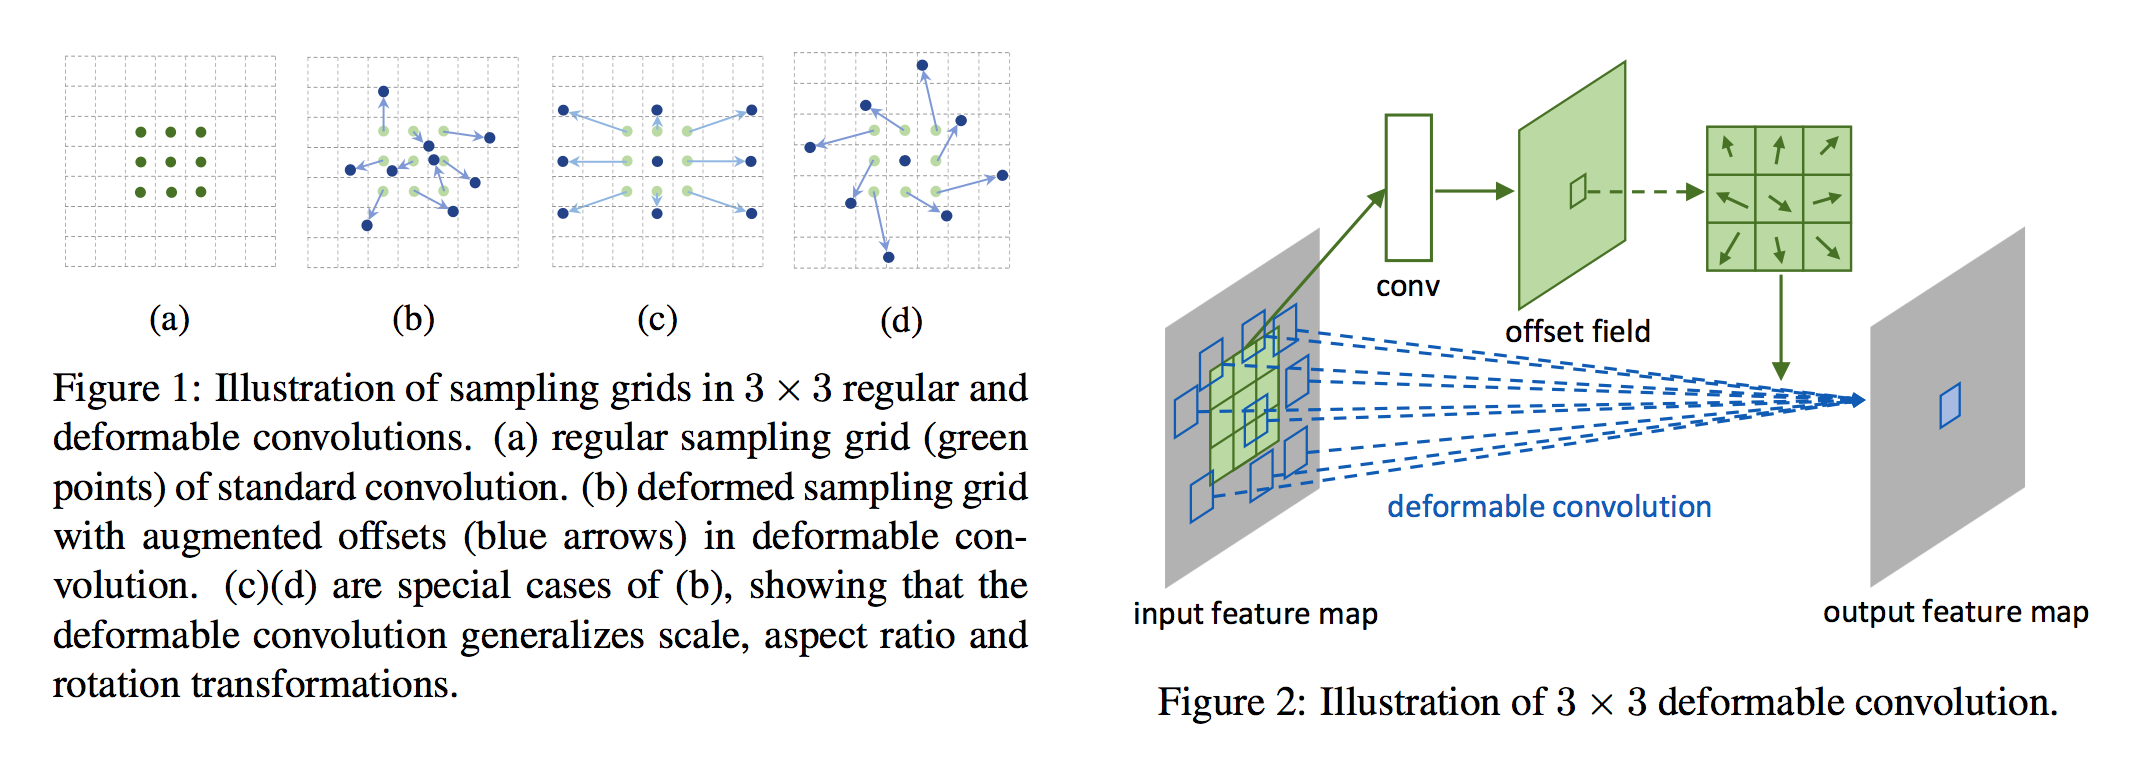 (a)
(b)
(c)
(d)
Figure 1: Illustration of sampling grids in 3 × 3 regular and
deformable convolutions. (a) regular sampling grid (green
points) of standard convolution. (b) deformed sampling grid
with augmented offsets (blue arrows) in deformable con-
volution. (c)(d) are special cases of (b), showing that the
deformable convolution generalizes scale, aspect ratio and
rotation transformations.
conv
offset field
deformable convolution
input feature map
output feature map
Figure 2: Illustration of 3 × 3 deformable convolution.